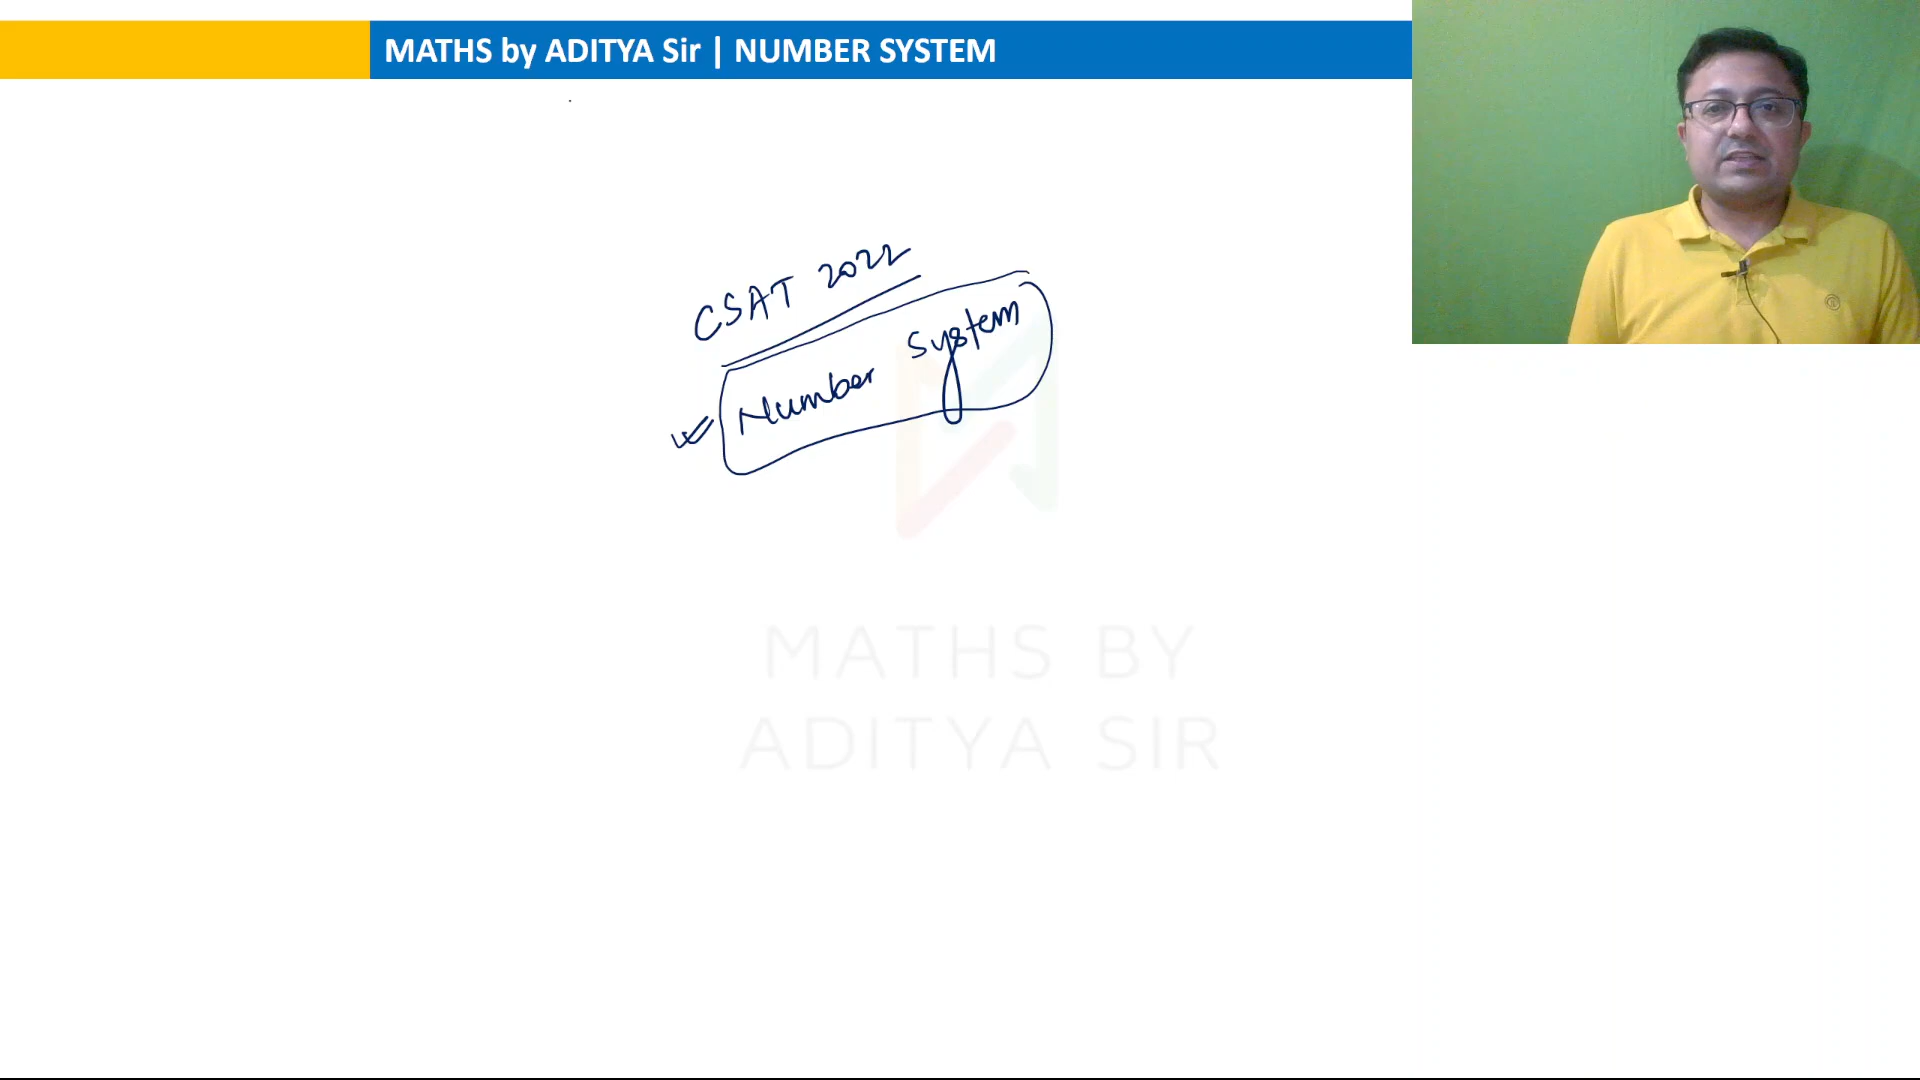 MATHS by ADITYA Sir | NUMBER SYSTEM
CSAT 2022
Number System
MATHS BY
ADITYA SIR